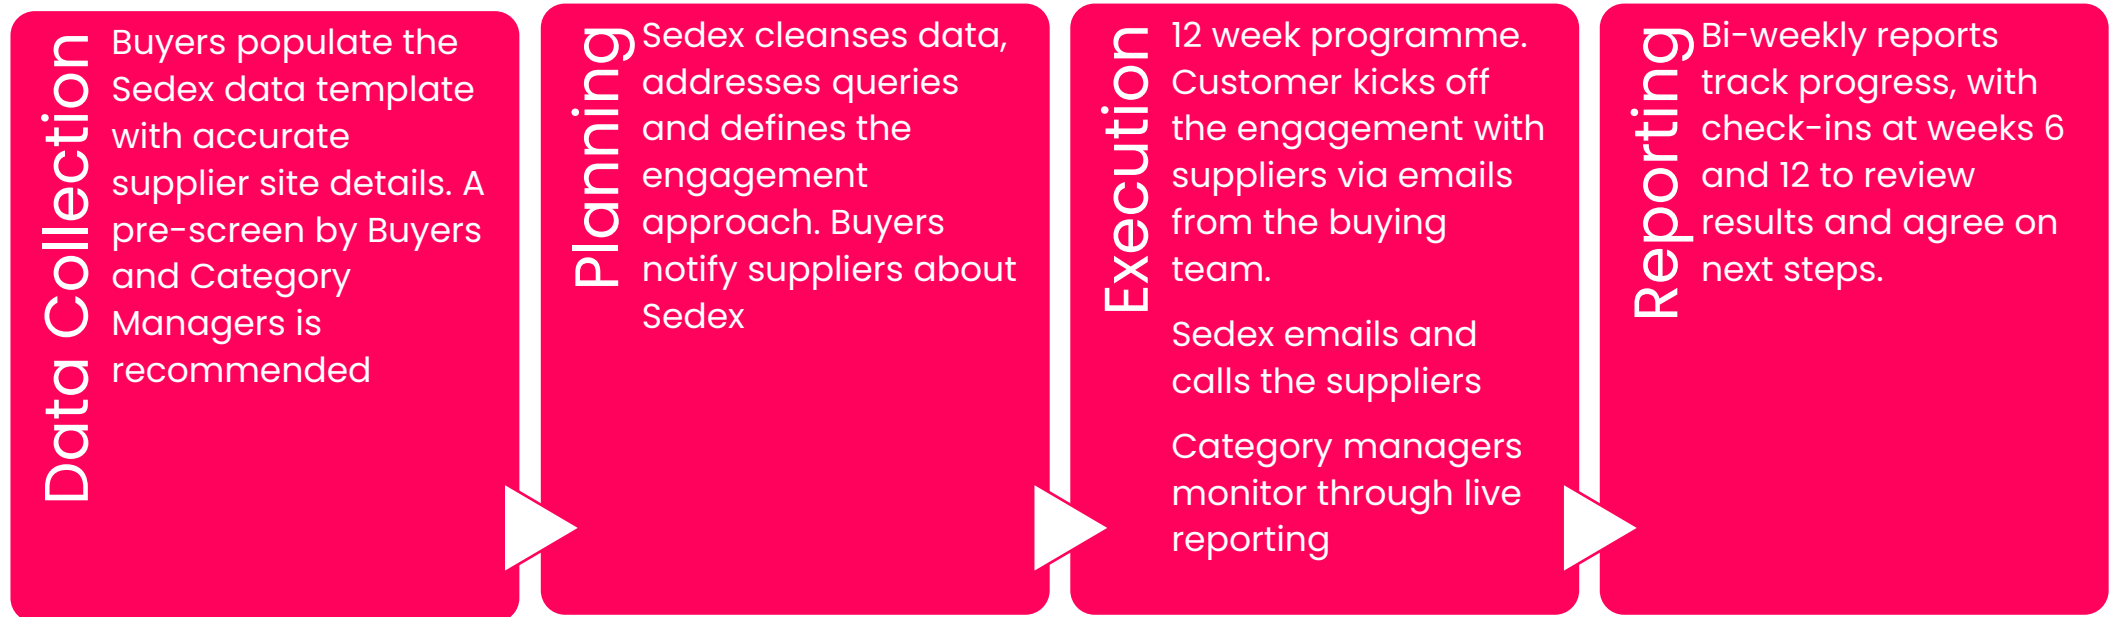 Data Collection
Buyers populate the
Sedex data template
with accurate
supplier site details. A
pre-screen by Buyers
and Category
Managers is
recommended
Planning
Sedex cleanses data,
addresses queries
and defines the
engagement
approach. Buyers
notify suppliers about
Sedex
Execution
12 week programme.
Customer kicks off
the engagement with
suppliers via emails
from the buying
team.
Sedex emails and
calls the suppliers
Category managers
monitor through live
reporting
Reporting
Bi-weekly reports
track progress, with
check-ins at weeks 6
and 12 to review
results and agree on
next steps.